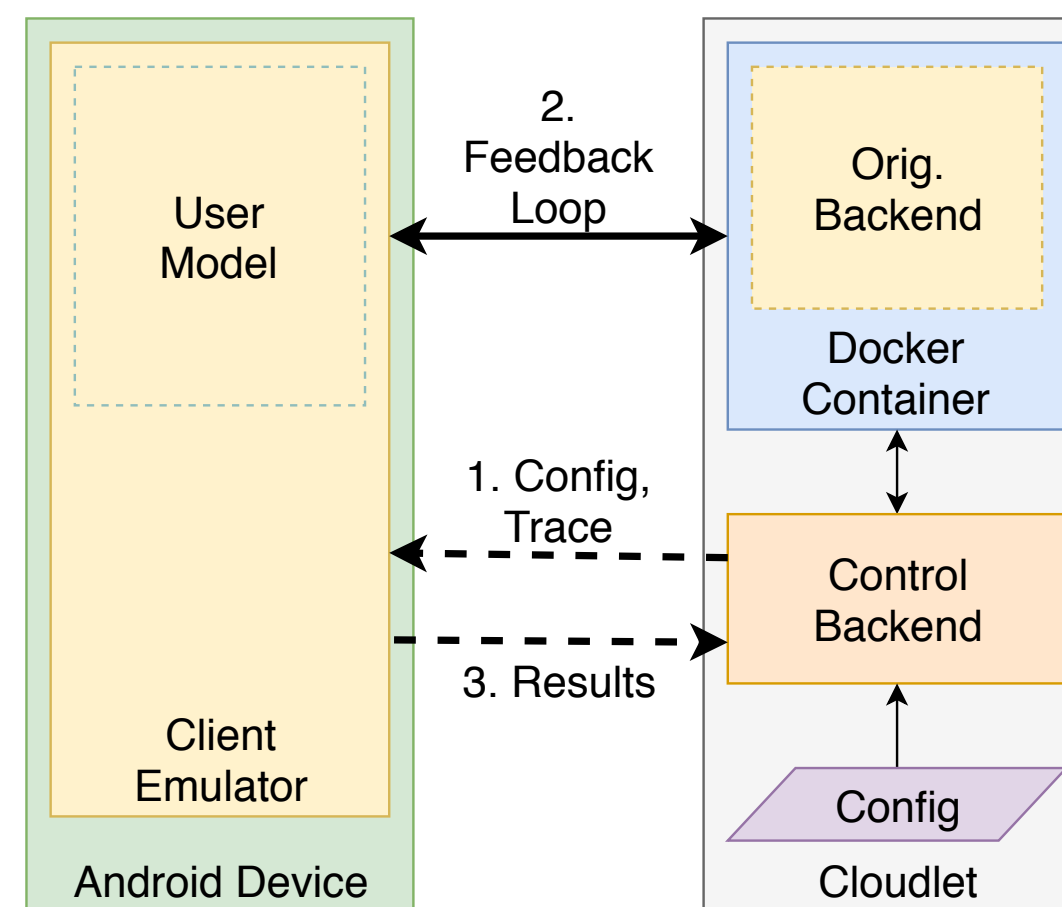 User
Model
Client
Emulator
Android Device
2.
Feedback
Loop
1. Config,
Trace
3. Results
Orig.
Backend
Docker
Container
Control
Backend
Config
Cloudlet